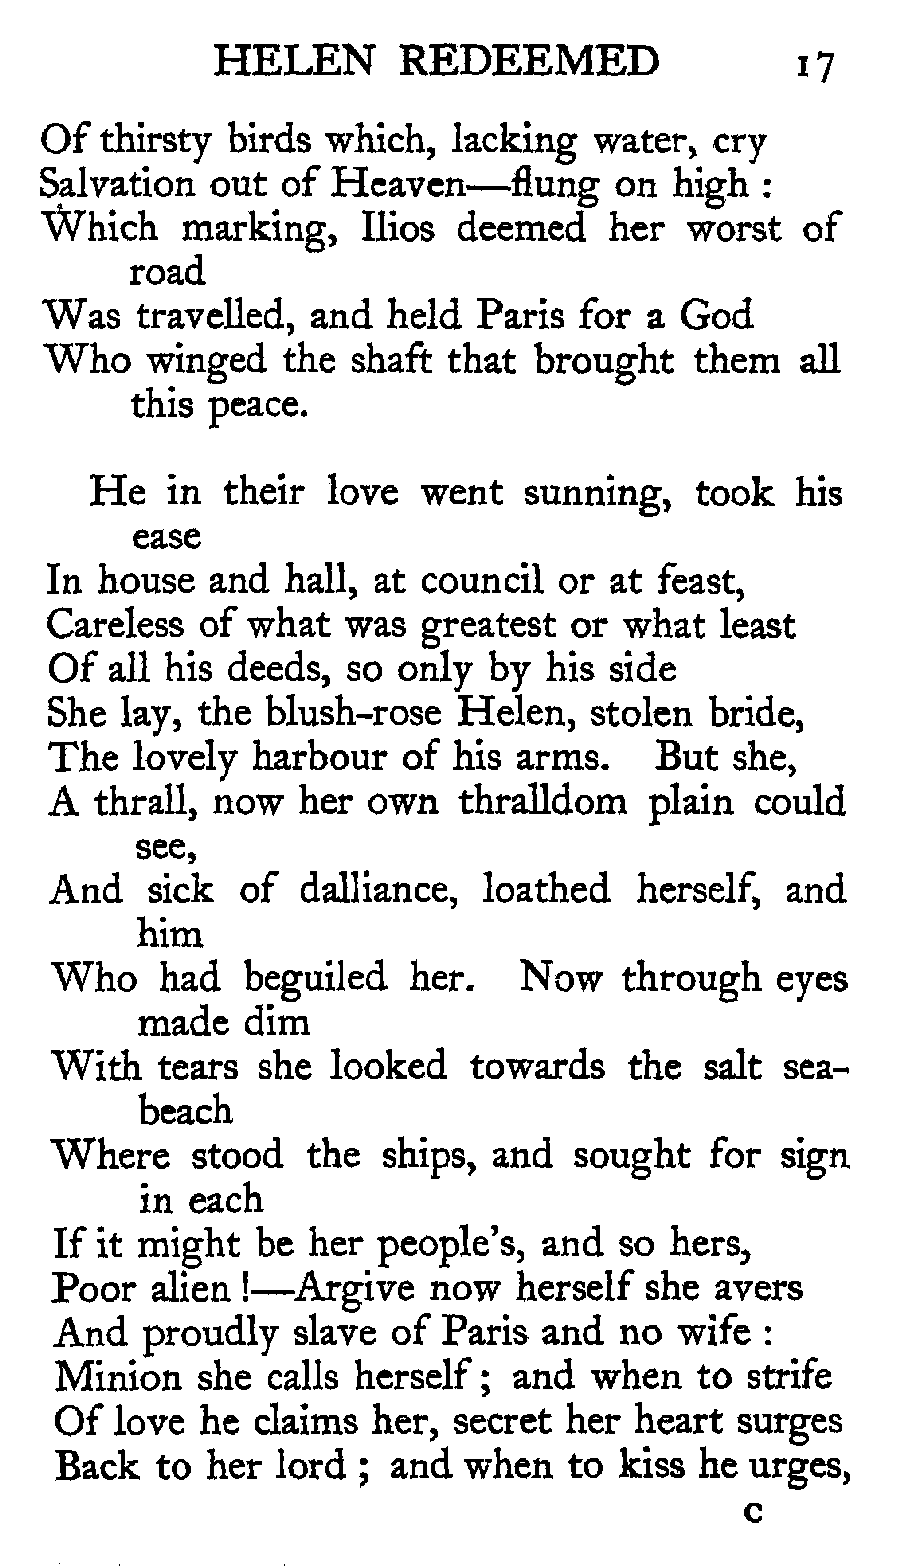 HELEN REDEEMED 17
Of thirsty birds which, lacking water, cry
Salvation out of Heaven—flung on high :
Which marking, Ilios deemed her worst of
road
Was travelled, and held Paris for a God
Who winged the shaft that brought them all
this peace.
He in their love went sunning, took his
ease
In house and hall, at council or at feast,
Careless of what was greatest or what least
Of all his deeds, so only by his side
She lay, the blush-rose Helen, stolen bride,
The lovely harbour of his arms. But she,
A thrall, now her own thralldom plain could
see,
And sick of dalliance, loathed herself, and
him
Who had beguiled her. Now through eyes
made dim
With tears she looked towards the salt sea-
beach
Where stood the ships, and sought for sign
in each
If it might be her people's, and so hers,
Poor alien !—Argive now herself she avers
And proudly slave of Paris and no wife :
Minion she calls herself ; and when to strife
Of love he claims her, secret her heart surges
Back to her lord ; and when to kiss he urges,
C